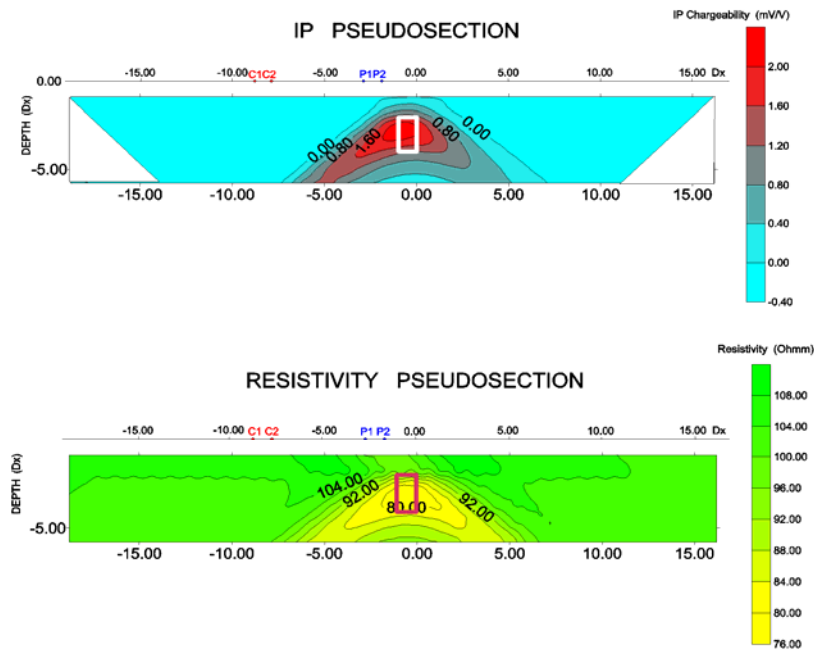 IP PSEUDOSECTION
IP Chargeability (mV/V)
C1C2 P1P2
-15.00 -10.00 -5.00 0.00 5.00 10.00 15.00 Dx
0.00
DEPTH (Dx)
-5.00
0.00 0.80 1.60 0.80 0.00
-15.00 -10.00 -5.00 0.00 5.00 10.00 15.00
2.00
1.60
1.20
0.80
0.40
0.00
-0.40
Resistivity (Ohmm)
RESISTIVITY PSEUDOSECTION
-15.00 -10.00 C1 C2 -5.00 P1 P2 0.00 5.00 10.00 15.00 Dx
DEPTH (Dx)
-5.00
104.00
92.00 80.00 92.00
-15.00 -10.00 -5.00 0.00 5.00 10.00 15.00
108.00
104.00
100.00
96.00
92.00
88.00
84.00
80.00
76.00